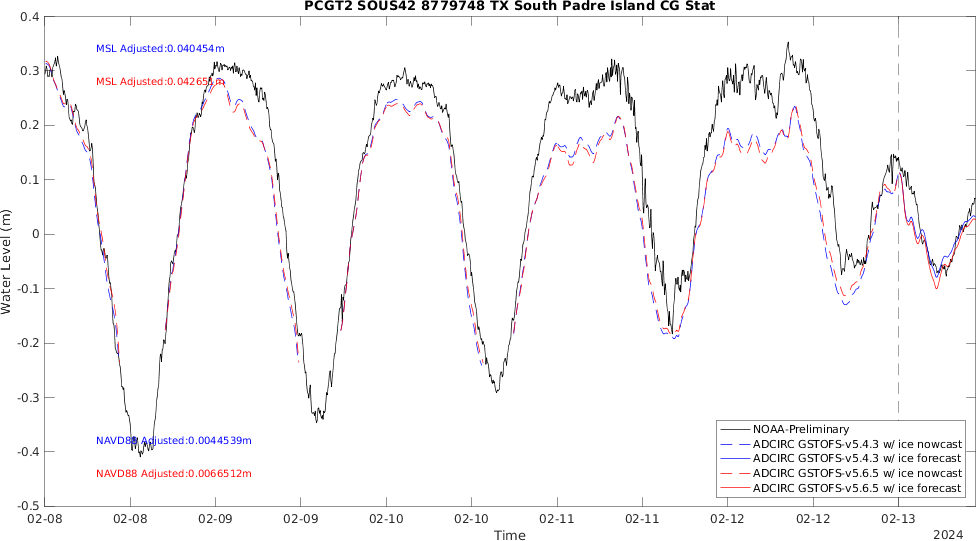 PCGT2 SOUS42 8779748 TX South Padre Island CG Stat
0.4
MSL Adjusted:0.040454m
0.3
MSL Adjusted:0.042655m
0.2
0.1
0
-0.1
-0.2
-0.3
-0.4
-0.5
Water Level (m)
NAVD88 Adjusted:0.0044539m
NAVD88 Adjusted:0.0066512m
NOAA-Preliminary
ADCIRC GSTOFS-v5.4.3 w/ ice nowcast
ADCIRC GSTOFS-v5.4.3 w/ ice forecast
ADCIRC GSTOFS-v5.6.5 w/ ice nowcast
ADCIRC GSTOFS-v5.6.5 w/ ice forecast
02-08 02-08 02-09 02-09 02-10 02-10 02-11 02-11 02-12 02-12 02-13
Time
2024